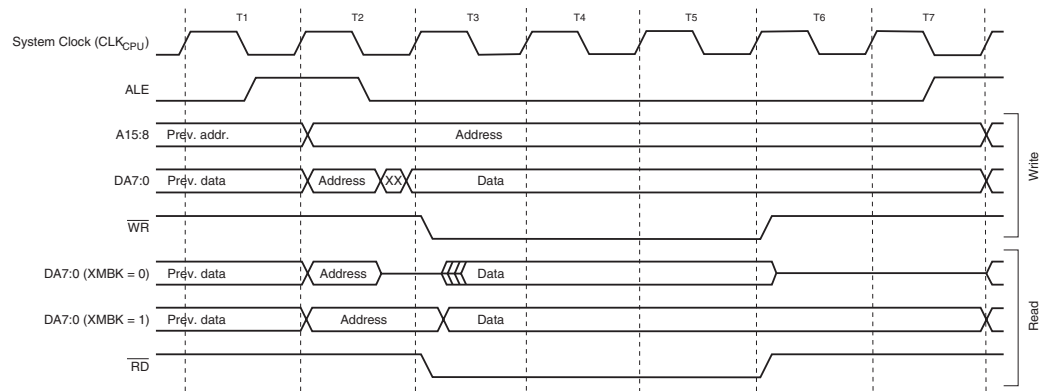 T1 T2 T3 T4 T5 T6 T7
System Clock (CLKCPU)
ALE
A15:8 Prev. addr. Address
DA7:0 Prev. data Address XX Data
WR
Write
DA7:0 (XMBK = 0) Prev. data Address Data
DA7:0 (XMBK = 1) Prev. data Address Data
RD
Read